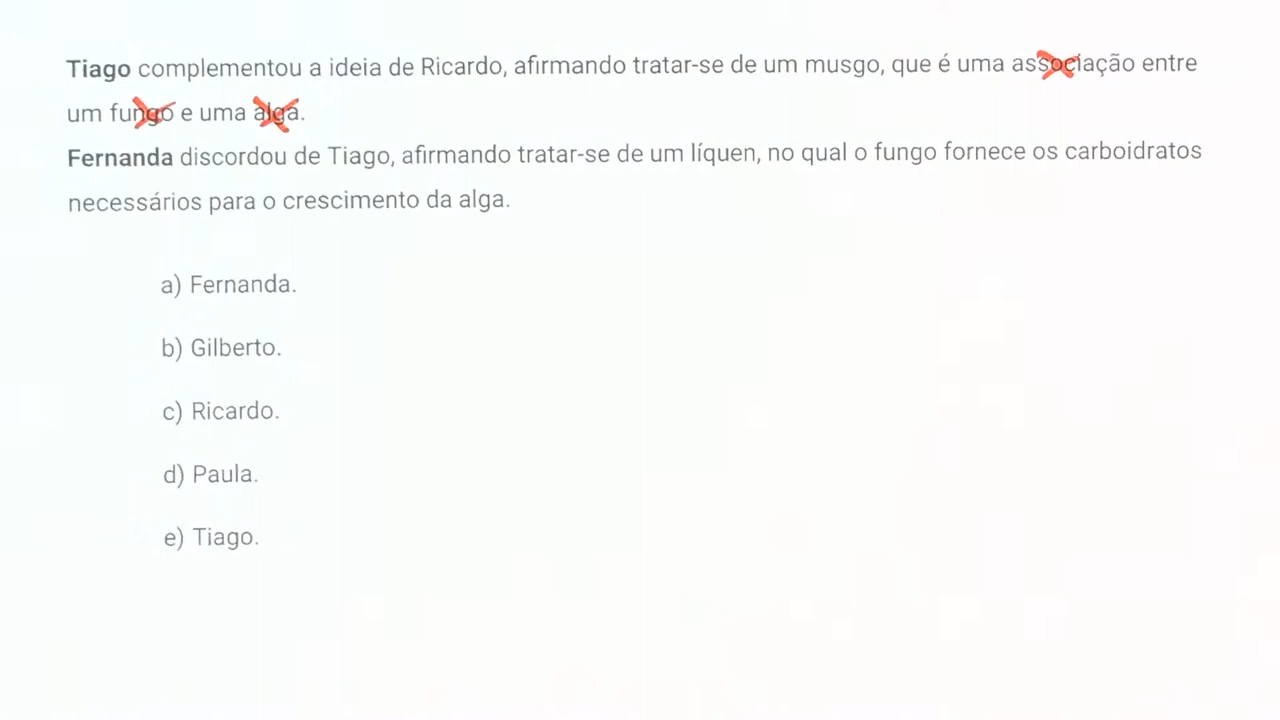 Tiago complementou a ideia de Ricardo, afirmando tratar-se de um musgo, que é uma associação entre
um fungo e uma alga.
Fernanda discordou de Tiago, afirmando tratar-se de um líquen, no qual o fungo fornece os carboidratos
necessários para o crescimento da alga.
a) Fernanda.
b) Gilberto.
c) Ricardo.
d) Paula.
e) Tiago.